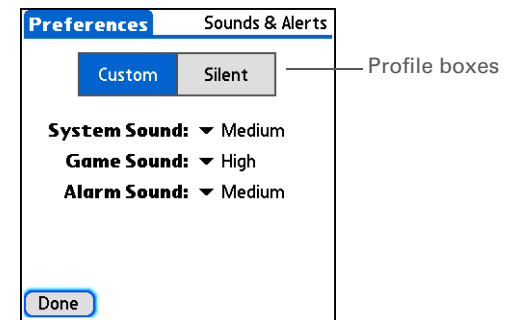 Preferences Sounds & Alerts
Custom Silent
Profile boxes
System Sound: Medium
Game Sound: High
Alarm Sound: Medium
Done